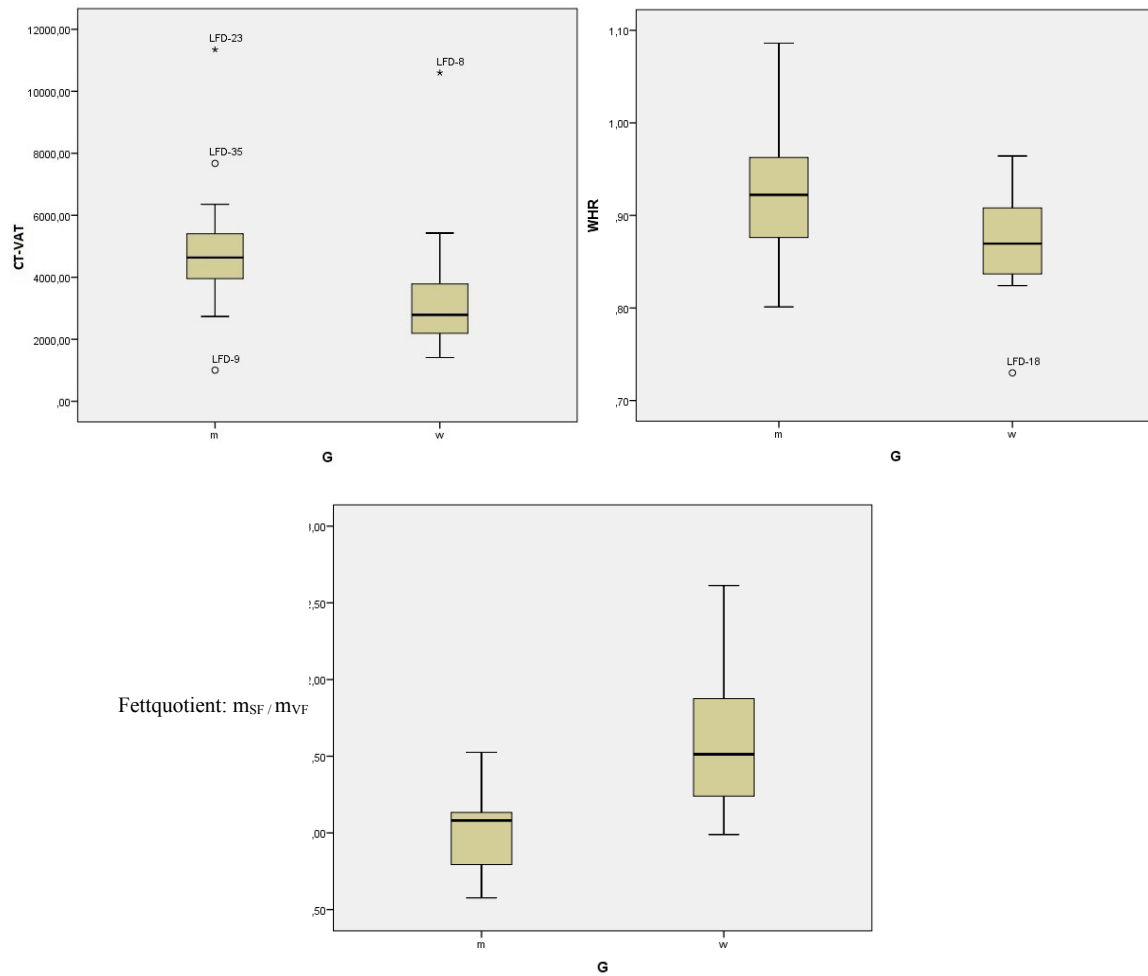 12000,00
10000,00
8000,00
6000,00
4000,00
2000,00
,00
CT-VAT
LFD-23
LFD-35
LFD-9
LFD-8
m
w
G
1,10
1,00
,90
,80
,70
WHR
LFD-18
m
w
G
Fettquotient: mSF / mVF
,00
,50
,00
,50
,00
,50
m
w
G